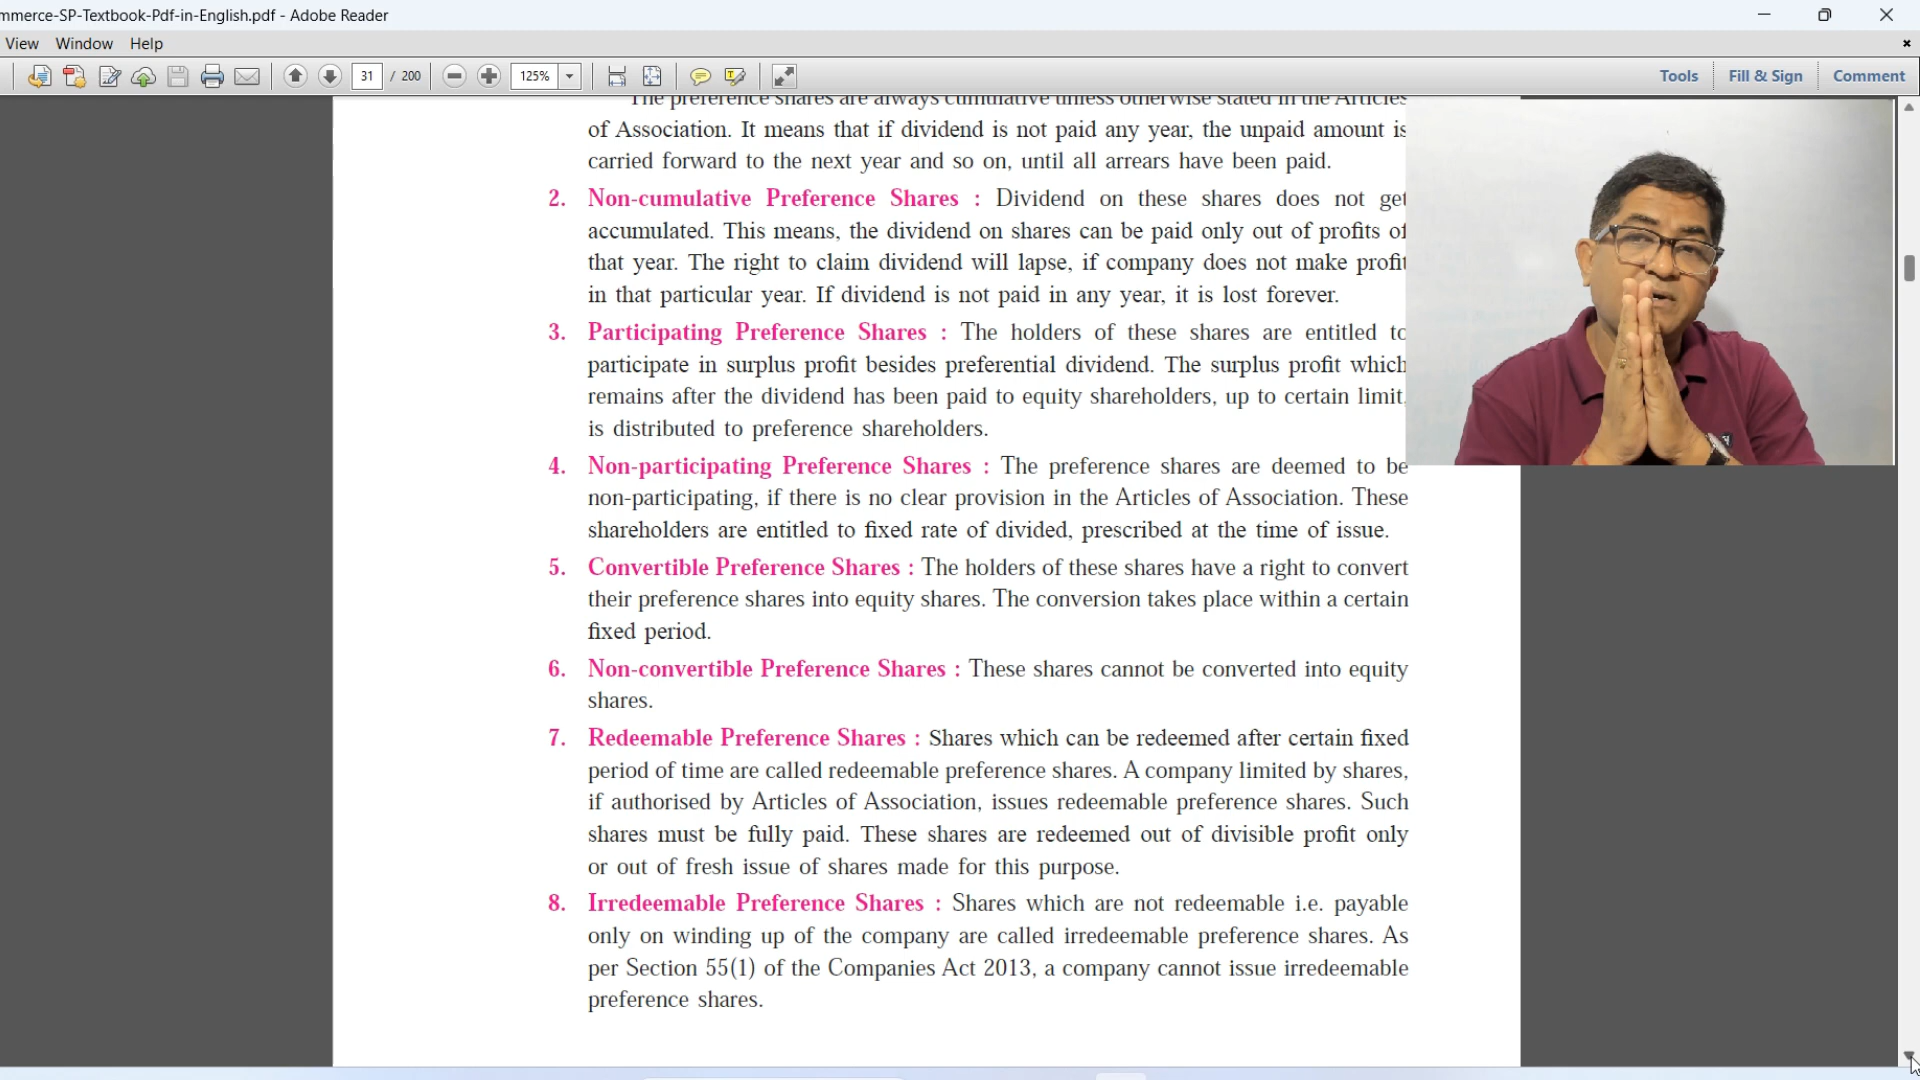 mmerce-SP-Textbook-Pdf-in-English.pdf - Adobe Reader
View Window Help
31 / 200 125% Tools Fill & Sign Comment
The preference shares are always cumulative unless otherwise stated in the Articles
of Association. It means that if dividend is not paid any year, the unpaid amount is
carried forward to the next year and so on, until all arrears have been paid.
2. Non-cumulative Preference Shares : Dividend on these shares does not get
accumulated. This means, the dividend on shares can be paid only out of profits of
that year. The right to claim dividend will lapse, if company does not make profit
in that particular year. If dividend is not paid in any year, it is lost forever.
3. Participating Preference Shares : The holders of these shares are entitled to
participate in surplus profit besides preferential dividend. The surplus profit which
remains after the dividend has been paid to equity shareholders, up to certain limit,
is distributed to preference shareholders.
4. Non-participating Preference Shares : The preference shares are deemed to be
non-participating, if there is no clear provision in the Articles of Association. These
shareholders are entitled to fixed rate of divided, prescribed at the time of issue.
5. Convertible Preference Shares : The holders of these shares have a right to convert
their preference shares into equity shares. The conversion takes place within a certain
fixed period.
6. Non-convertible Preference Shares : These shares cannot be converted into equity
shares.
7. Redeemable Preference Shares : Shares which can be redeemed after certain fixed
period of time are called redeemable preference shares. A company limited by shares,
if authorised by Articles of Association, issues redeemable preference shares. Such
shares must be fully paid. These shares are redeemed out of divisible profit only
or out of fresh issue of shares made for this purpose.
8. Irredeemable Preference Shares : Shares which are not redeemable i.e. payable
only on winding up of the company are called irredeemable preference shares. As
per Section 55(1) of the Companies Act 2013, a company cannot issue irredeemable
preference shares.